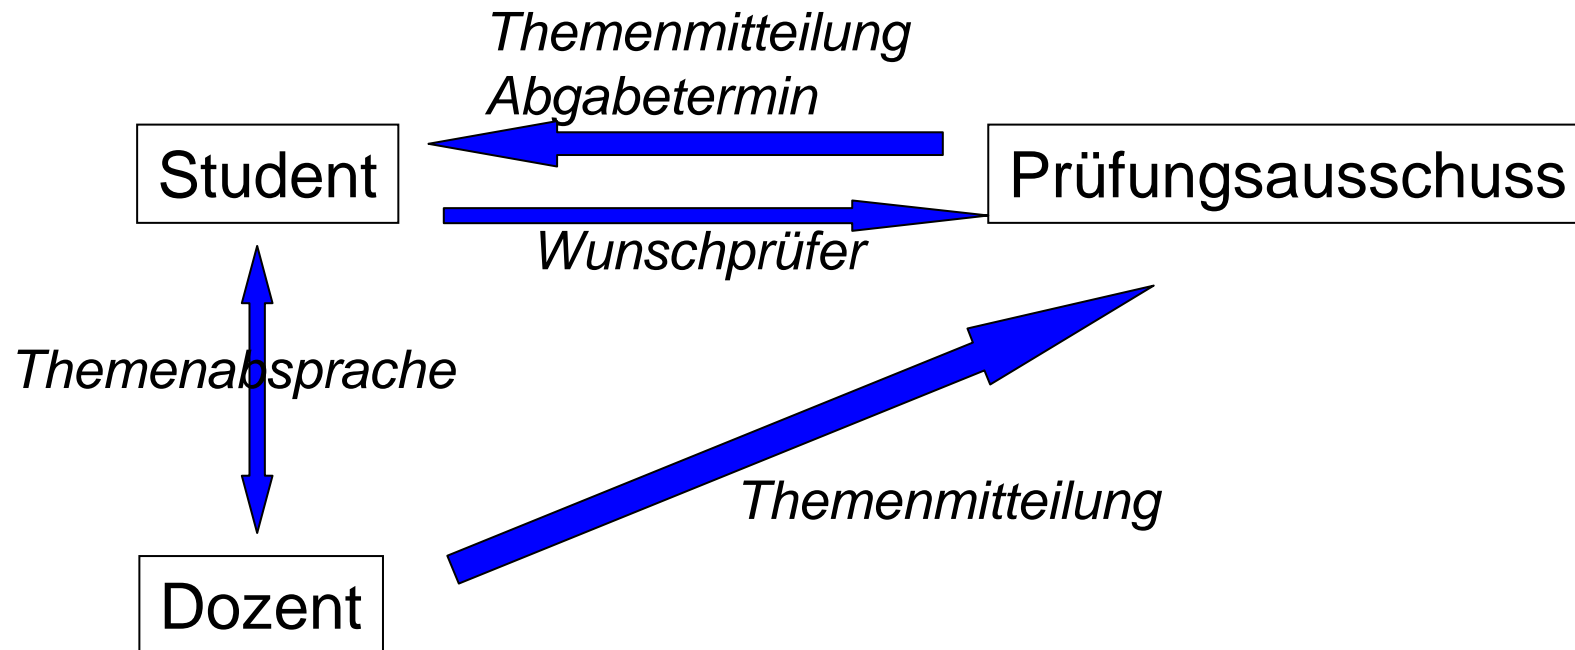 Themenmitteilung
Abgabetermin
Student
Prüfungsausschuss
Wunschprüfer
Themenabsprache
Themenmitteilung
Dozent